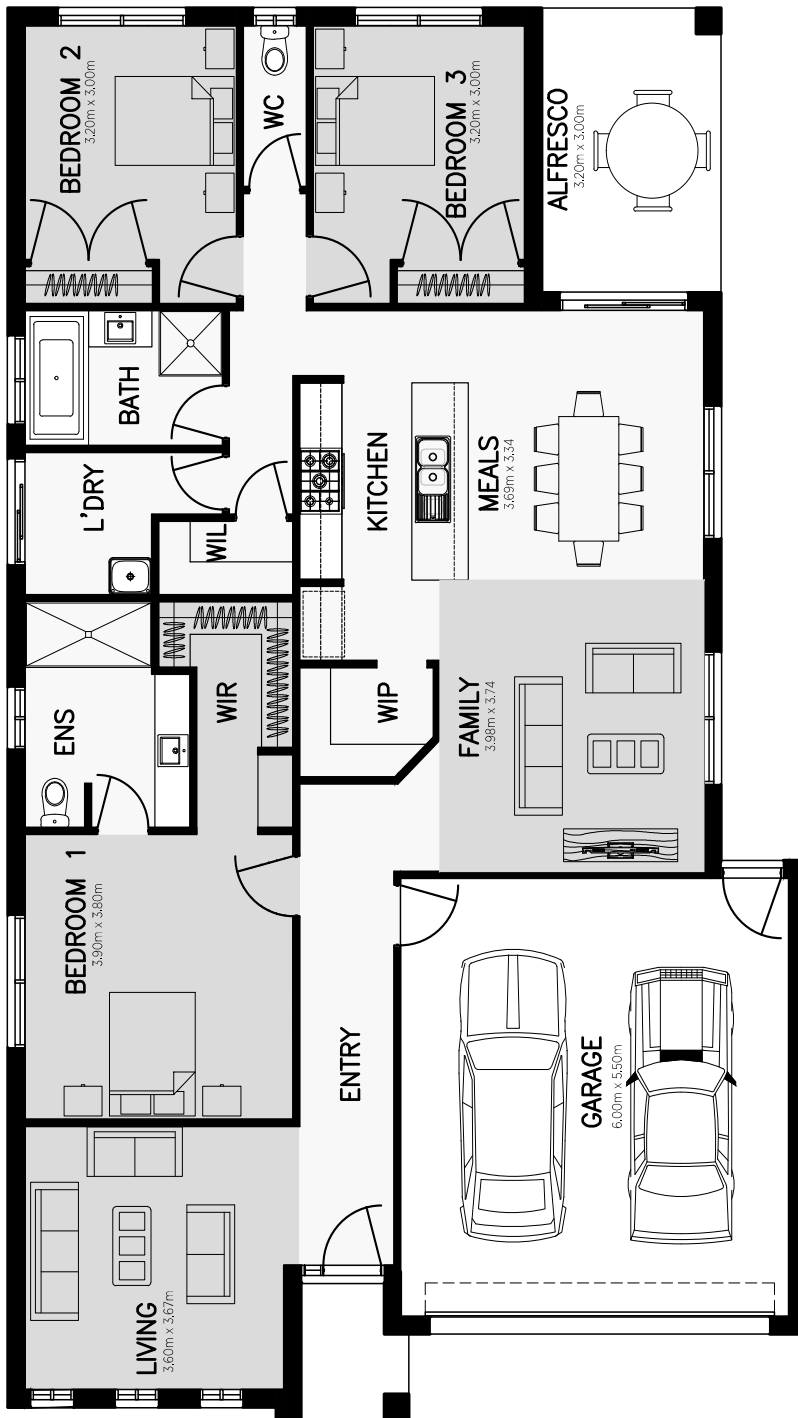 BEDROOM 2
3.20m x 3.00m
WC
BEDROOM 3
3.20m x 3.00m
ALFRESCO
3.20m x 3.00m
BATH
L'DRY
WIL
KITCHEN
MEALS
3.69m x 3.34
ENS
WIR
WIP
FAMILY
3.98m x 3.74
BEDROOM 1
3.90m x 3.80m
ENTRY
GARAGE
6.00m x 5.50m
LIVING
3.60m x 3.67m